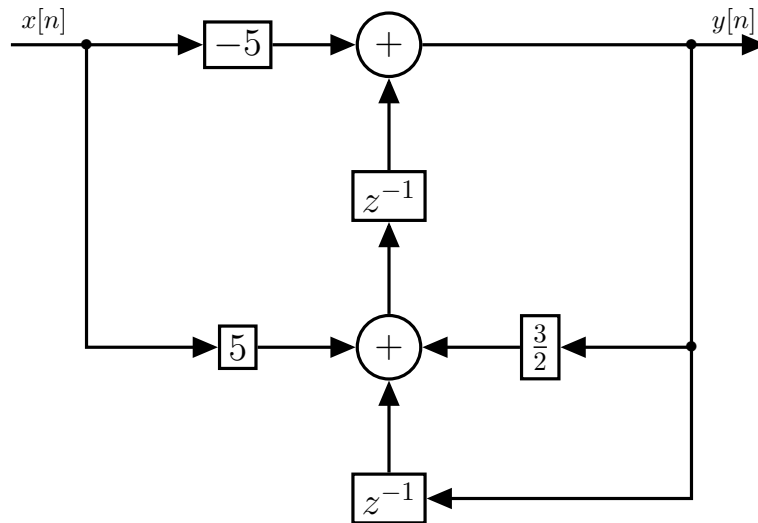 x[n] −5 + y[n]
z⁻¹
5 + 3/2
z⁻¹